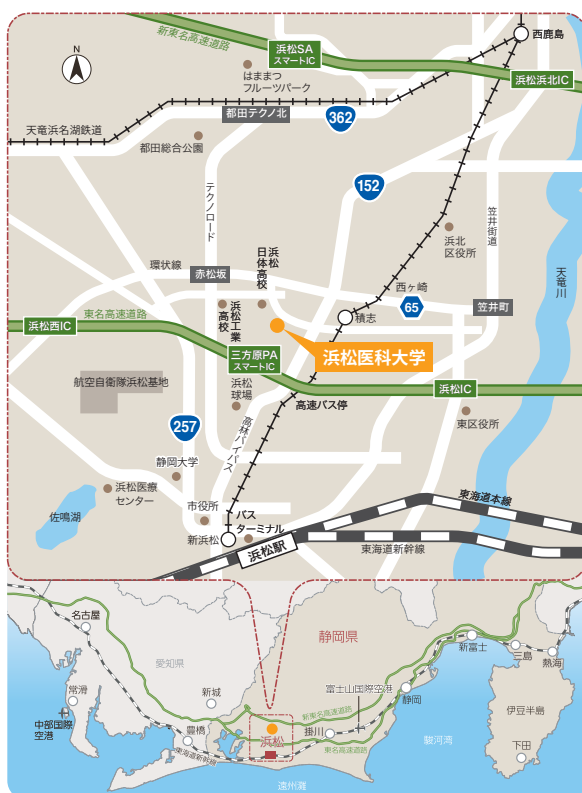 新東名高速道路
西鹿島
N
浜松SA
スマートIC
浜松浜北IC
はままつ
フルーツパーク
都田テクノ北
362
天竜浜名湖鉄道
都田総合公園
152
テクノロード
笠井街道
浜北
区役所
天竜川
浜松
日体高校
環状線
赤松坂
西ヶ崎
65
笠井町
東名高速道路
浜松工業
高校
積志
浜松西IC
三方原PA
スマートIC
浜松医科大学
航空自衛隊浜松基地
浜松
球場
浜松IC
高速バス停
257
高林バイパス
東区役所
静岡大学
浜松医療
センター
市役所
バス
ターミナル
東海道本線
佐鳴湖
新浜松
浜松駅
東海道新幹線
名古屋
静岡県
新富士
三島
熱海
愛知県
常滑
新城
富士山国際空港
静岡
伊豆半島
中部国際
空港
新東名高速道路
豊橋
浜松
掛川
駿河湾
東海道新幹線
東名高速道路
下田
遠州灘